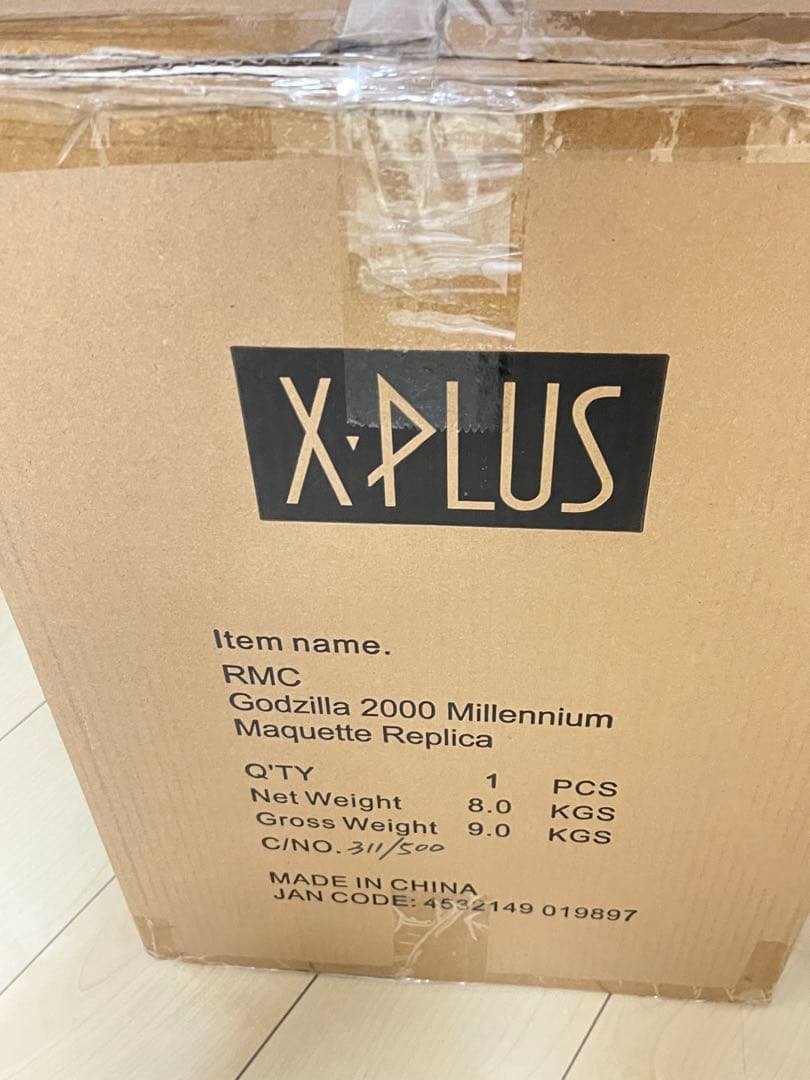 X·PLUS
Item name.
RMC
Godzilla 2000 Millennium
Maquette Replica
Q'TY 1 PCS
Net Weight 8.0 KGS
Gross Weight 9.0 KGS
C/NO. 311/500
MADE IN CHINA
JAN CODE: 4532149 019897